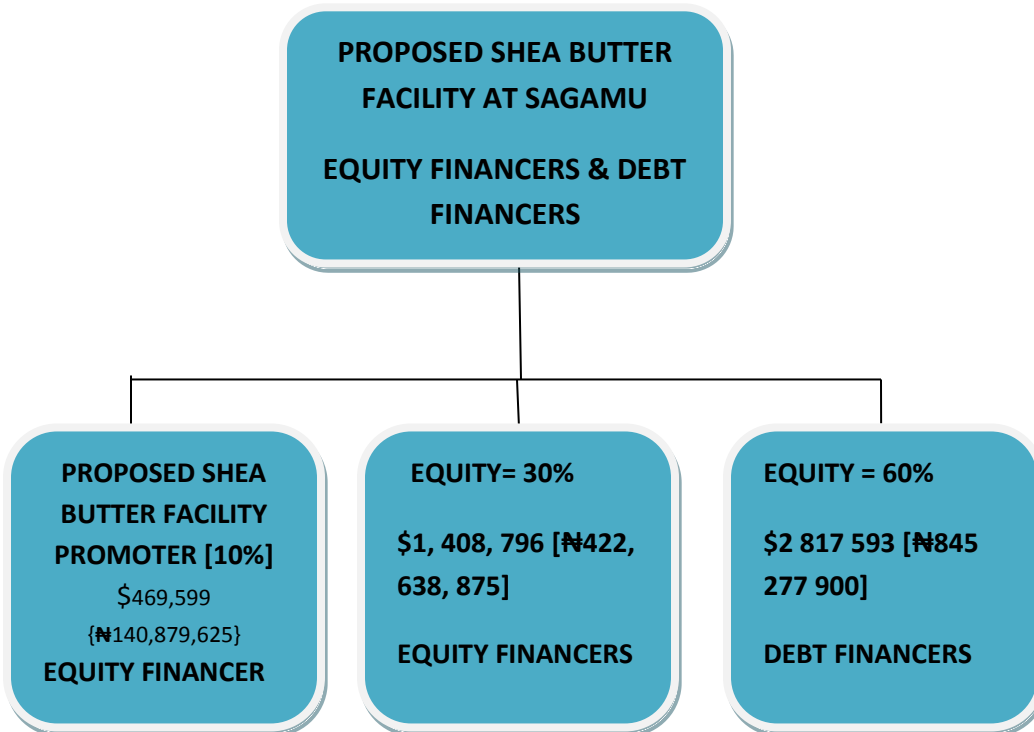 PROPOSED SHEA BUTTER
FACILITY AT SAGAMU
EQUITY FINANCERS & DEBT
FINANCERS
PROPOSED SHEA
BUTTER FACILITY
PROMOTER [10%]
$469,599
{₦140,879,625}
EQUITY FINANCER
EQUITY= 30%
$1, 408, 796 [₦422,
638, 875]
EQUITY FINANCERS
EQUITY = 60%
$2 817 593 [₦845
277 900]
DEBT FINANCERS